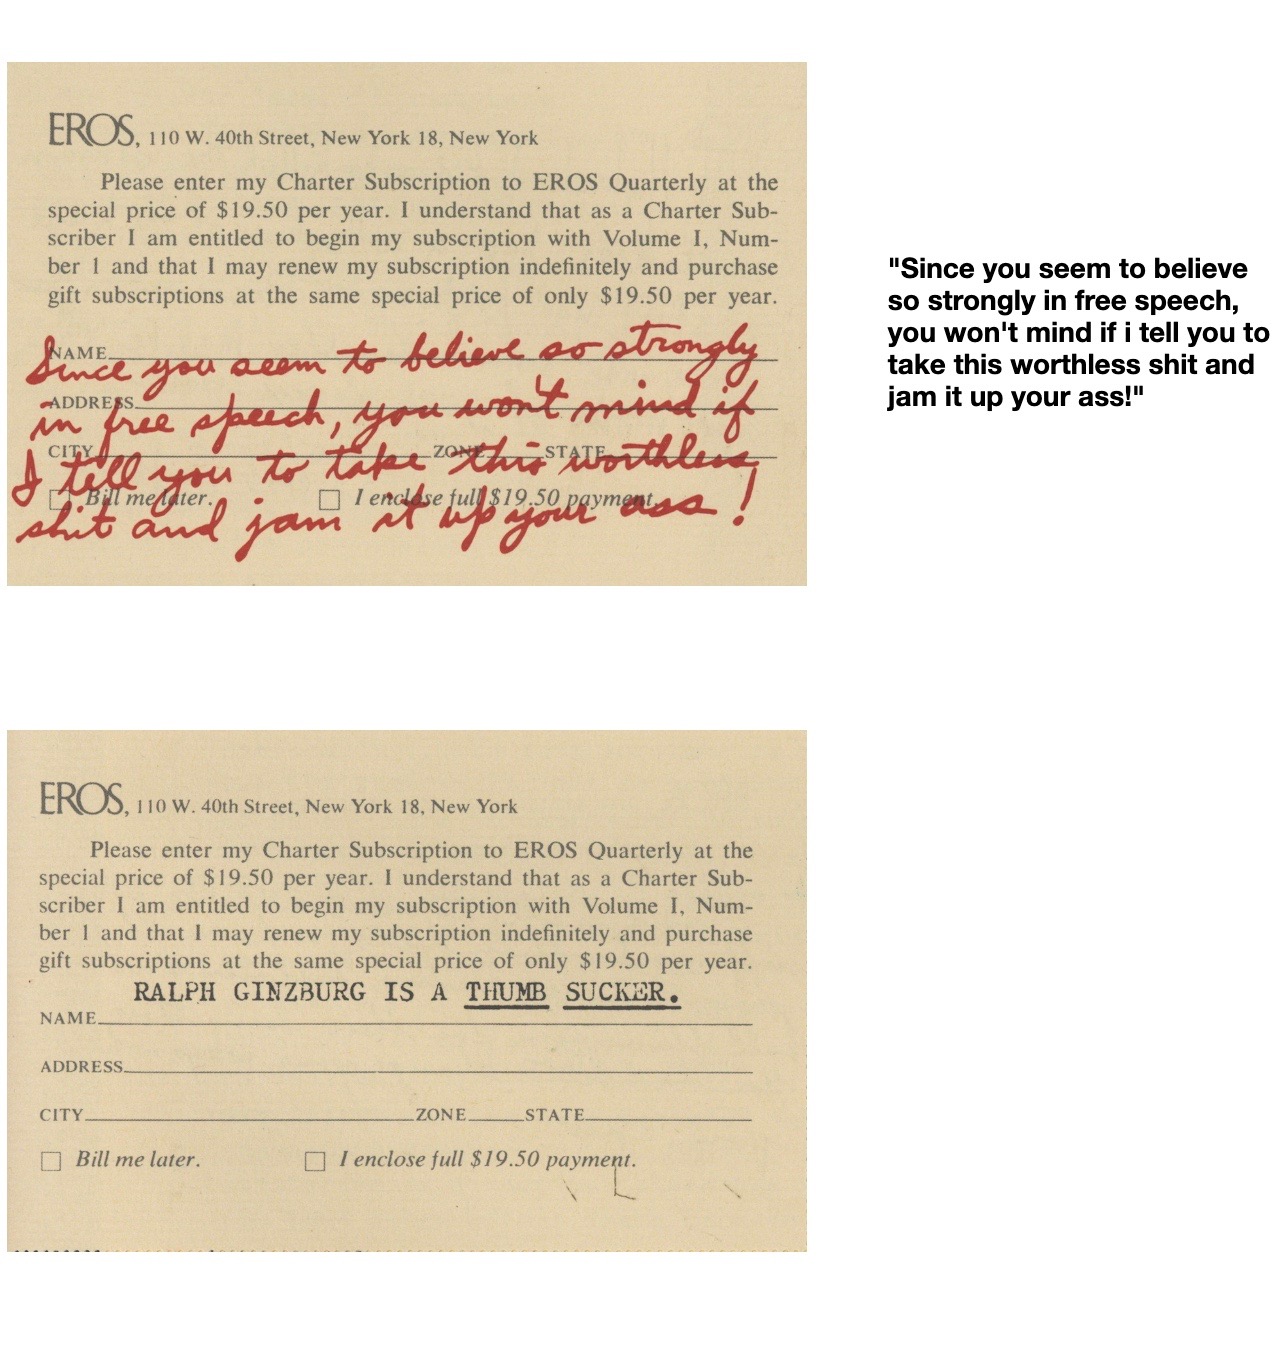 EROS, 110 W. 40th Street, New York 18, New York
Please enter my Charter Subscription to EROS Quarterly at the
special price of $19.50 per year. I understand that as a Charter Sub-
scriber I am entitled to begin my subscription with Volume I, Num-
ber 1 and that I may renew my subscription indefinitely and purchase
gift subscriptions at the same special price of only $19.50 per year.
NAME
Since you seem to believe so strongly
ADDRESS
in free speech, you won't mind if
CITY ZONE STATE
I tell you to take this worthless
Bill me later. I enclose full $19.50 payment.
shit and jam it up your ass!
"Since you seem to believe
so strongly in free speech,
you won't mind if i tell you to
take this worthless shit and
jam it up your ass!"
EROS, 110 W. 40th Street, New York 18, New York
Please enter my Charter Subscription to EROS Quarterly at the
special price of $19.50 per year. I understand that as a Charter Sub-
scriber I am entitled to begin my subscription with Volume I, Num-
ber 1 and that I may renew my subscription indefinitely and purchase
gift subscriptions at the same special price of only $19.50 per year.
RALPH GINZBURG IS A THUMB SUCKER.
NAME
ADDRESS
CITY ZONE STATE
Bill me later. I enclose full $19.50 payment.